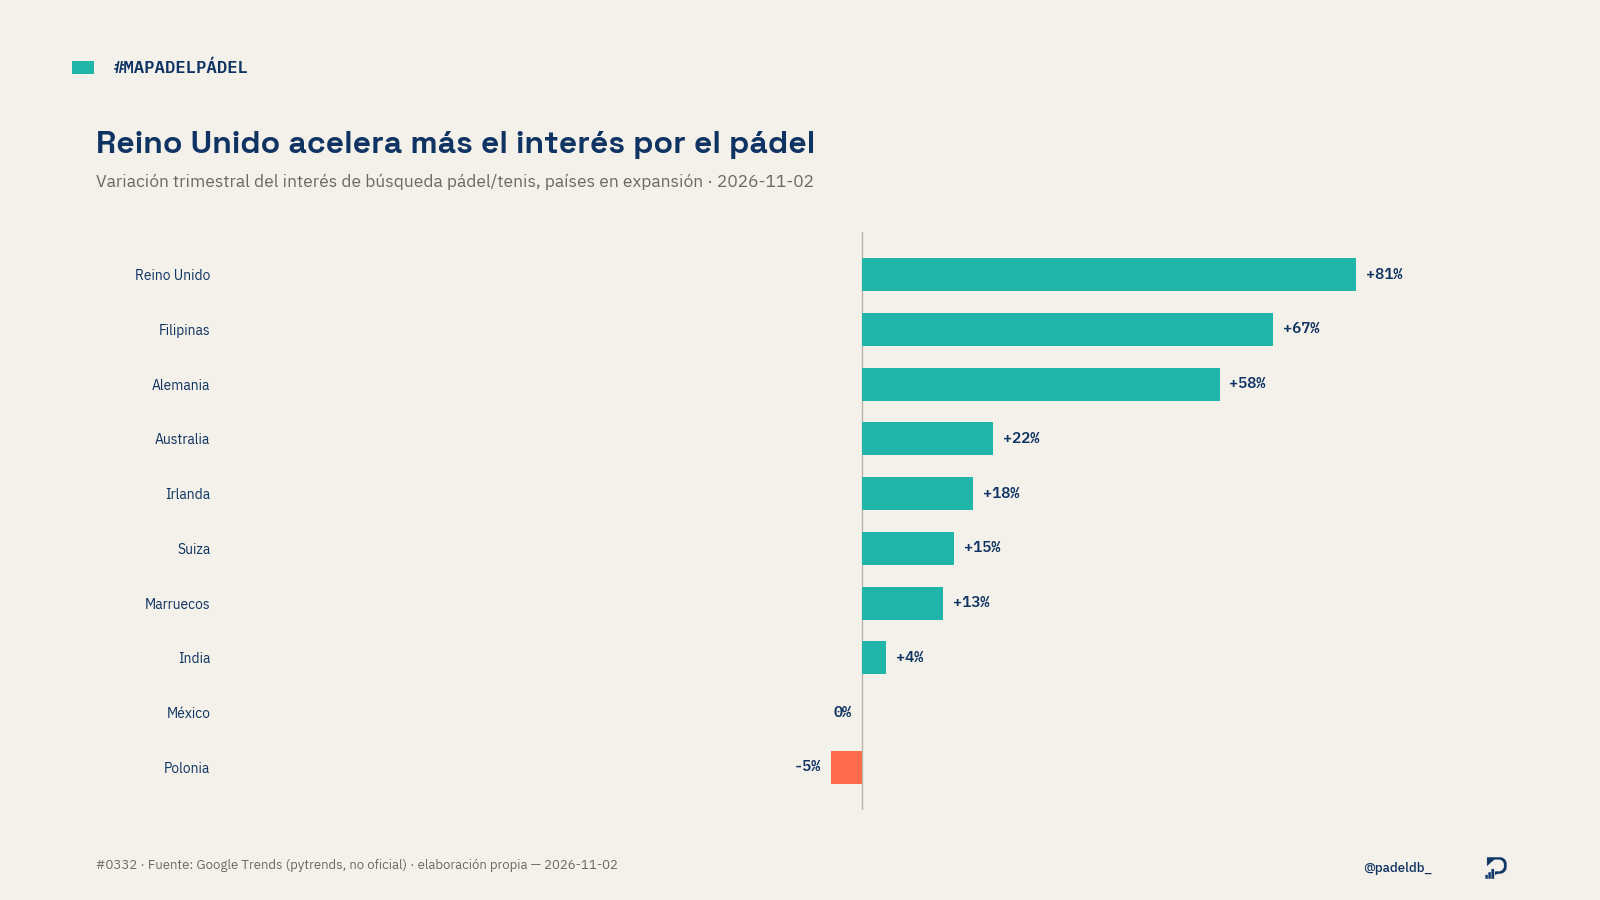 #MAPADELPÁDEL
Reino Unido acelera más el interés por el pádel
Variación trimestral del interés de búsqueda pádel/tenis, países en expansión · 2026-11-02
Reino Unido +81%
Filipinas +67%
Alemania +58%
Australia +22%
Irlanda +18%
Suiza +15%
Marruecos +13%
India +4%
México 0%
Polonia -5%
#0332 · Fuente: Google Trends (pytrends, no oficial) · elaboración propia — 2026-11-02
@padeldb_